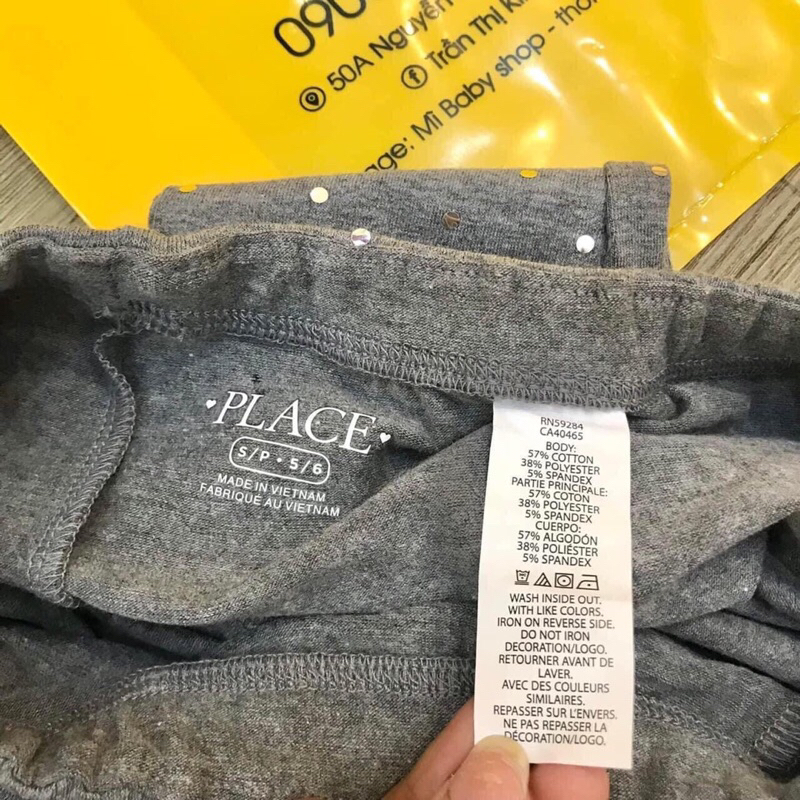 090
50A Nguyễn
Trần Thị
Mĩ Baby shop -
PLACE
S/P • 5/6
MADE IN VIETNAM
FABRIQUÉ AU VIETNAM
RN59284
CA40465
BODY:
57% COTTON
38% POLYESTER
5% SPANDEX
PARTIE PRINCIPALE:
57% COTON
38% POLYESTER
5% SPANDEX
CUERPO:
57% ALGODÓN
38% POLIÉSTER
5% SPANDEX
WASH INSIDE OUT.
WITH LIKE COLORS.
IRON ON REVERSE SIDE.
DO NOT IRON
DECORATION/LOGO.
RETOURNER AVANT DE
LAVER.
AVEC DES COULEURS
SIMILAIRES.
REPASSER SUR L'ENVERS.
NE PAS REPASSER LA
DÉCORATION/LOGO.